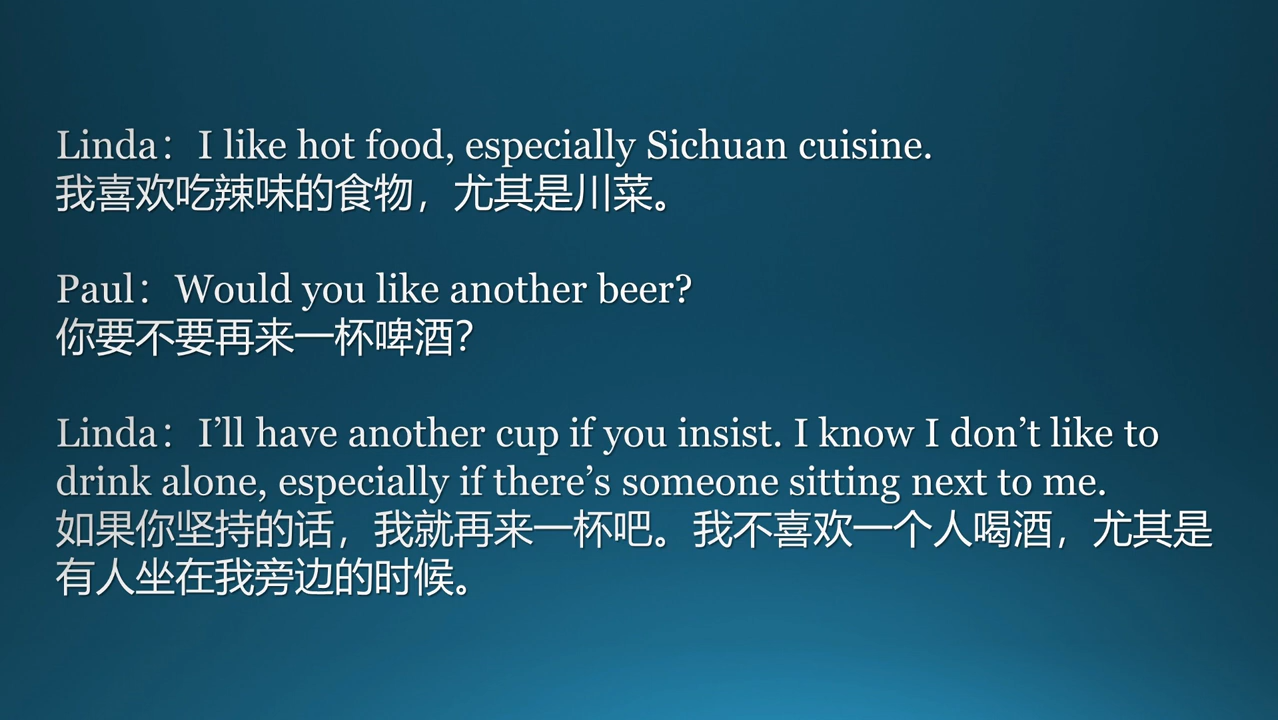 Linda：I like hot food, especially Sichuan cuisine.
我喜欢吃辣味的食物，尤其是川菜。
Paul：Would you like another beer?
你要不要再来一杯啤酒？
Linda：I’ll have another cup if you insist. I know I don’t like to
drink alone, especially if there’s someone sitting next to me.
如果你坚持的话，我就再来一杯吧。我不喜欢一个人喝酒，尤其是
有人坐在我旁边的时候。